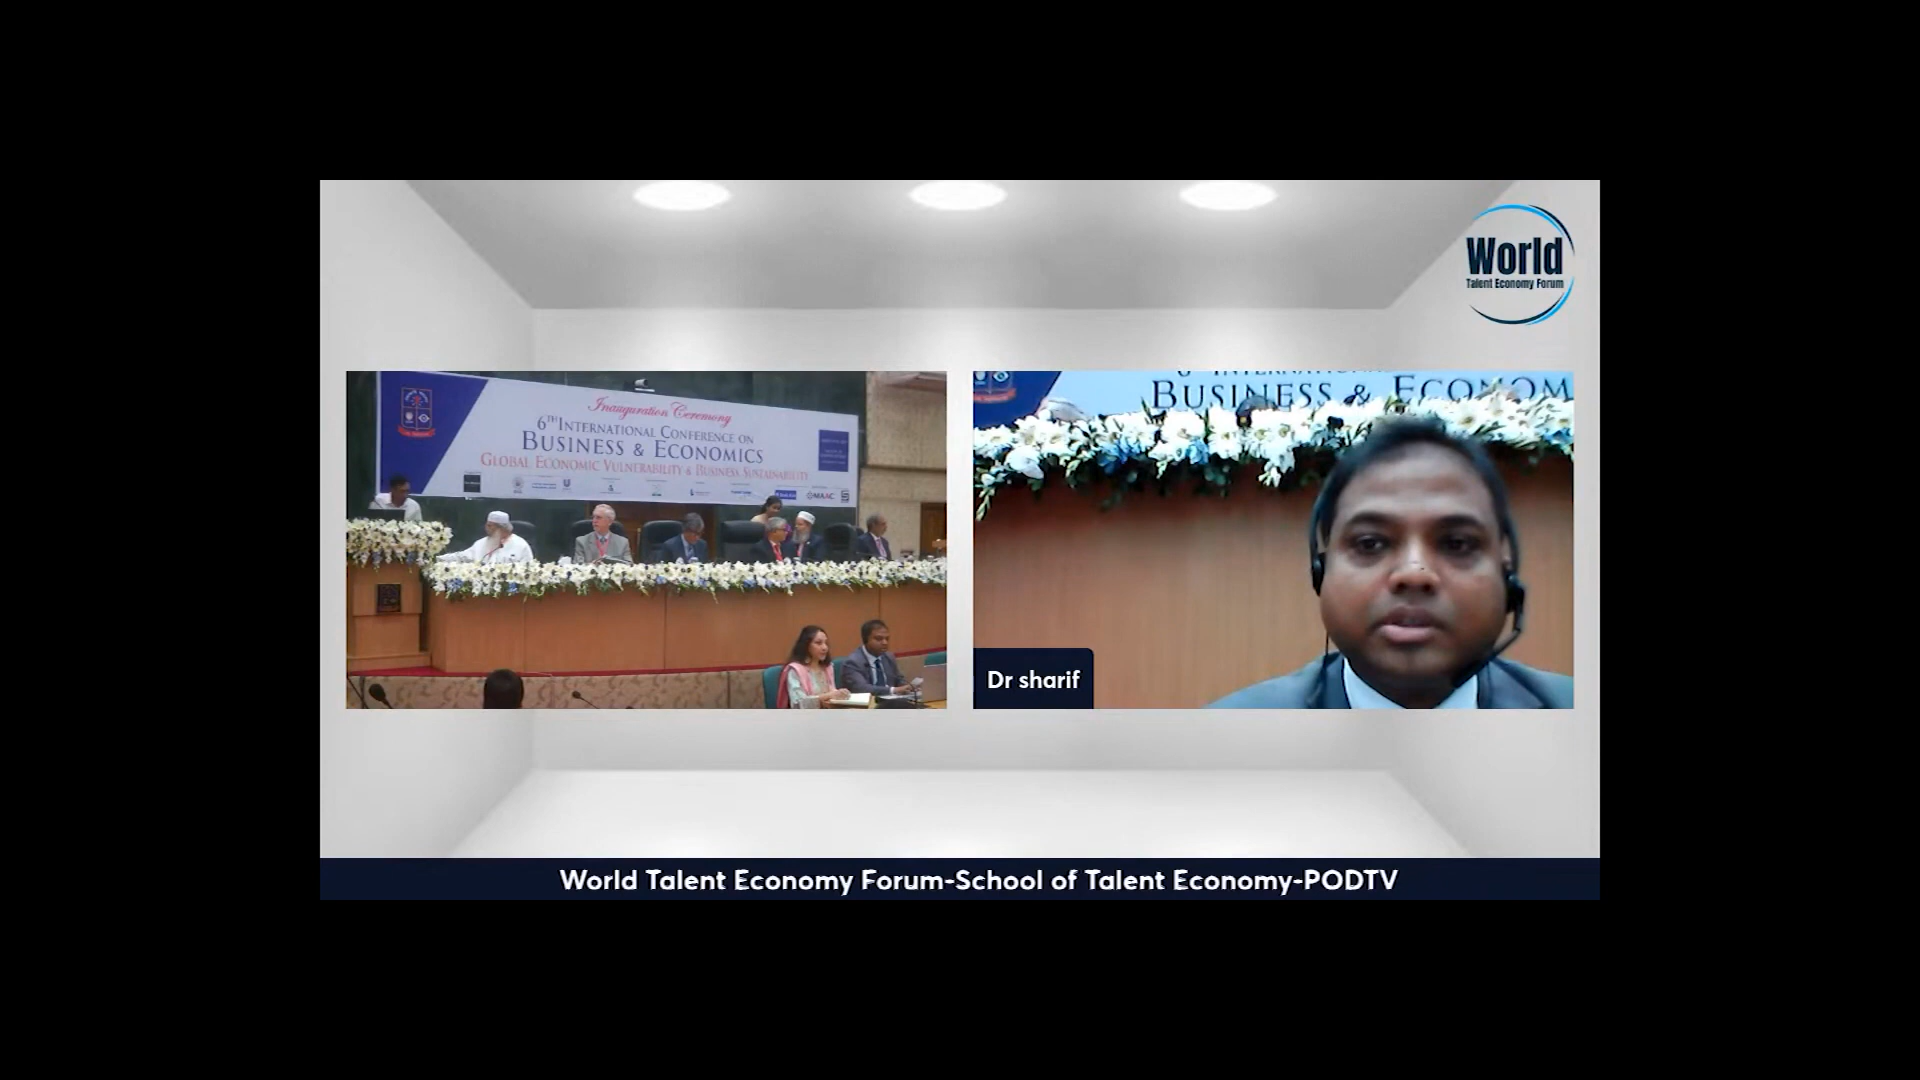 World
Talent Economy Forum
Inauguration Ceremony
6TH INTERNATIONAL CONFERENCE ON
BUSINESS & ECONOMICS
GLOBAL ECONOMIC VULNERABILITY & BUSINESS SUSTAINABILITY
MAAC
BUSINESS & ECONOM
Dr sharif
World Talent Economy Forum-School of Talent Economy-PODTV